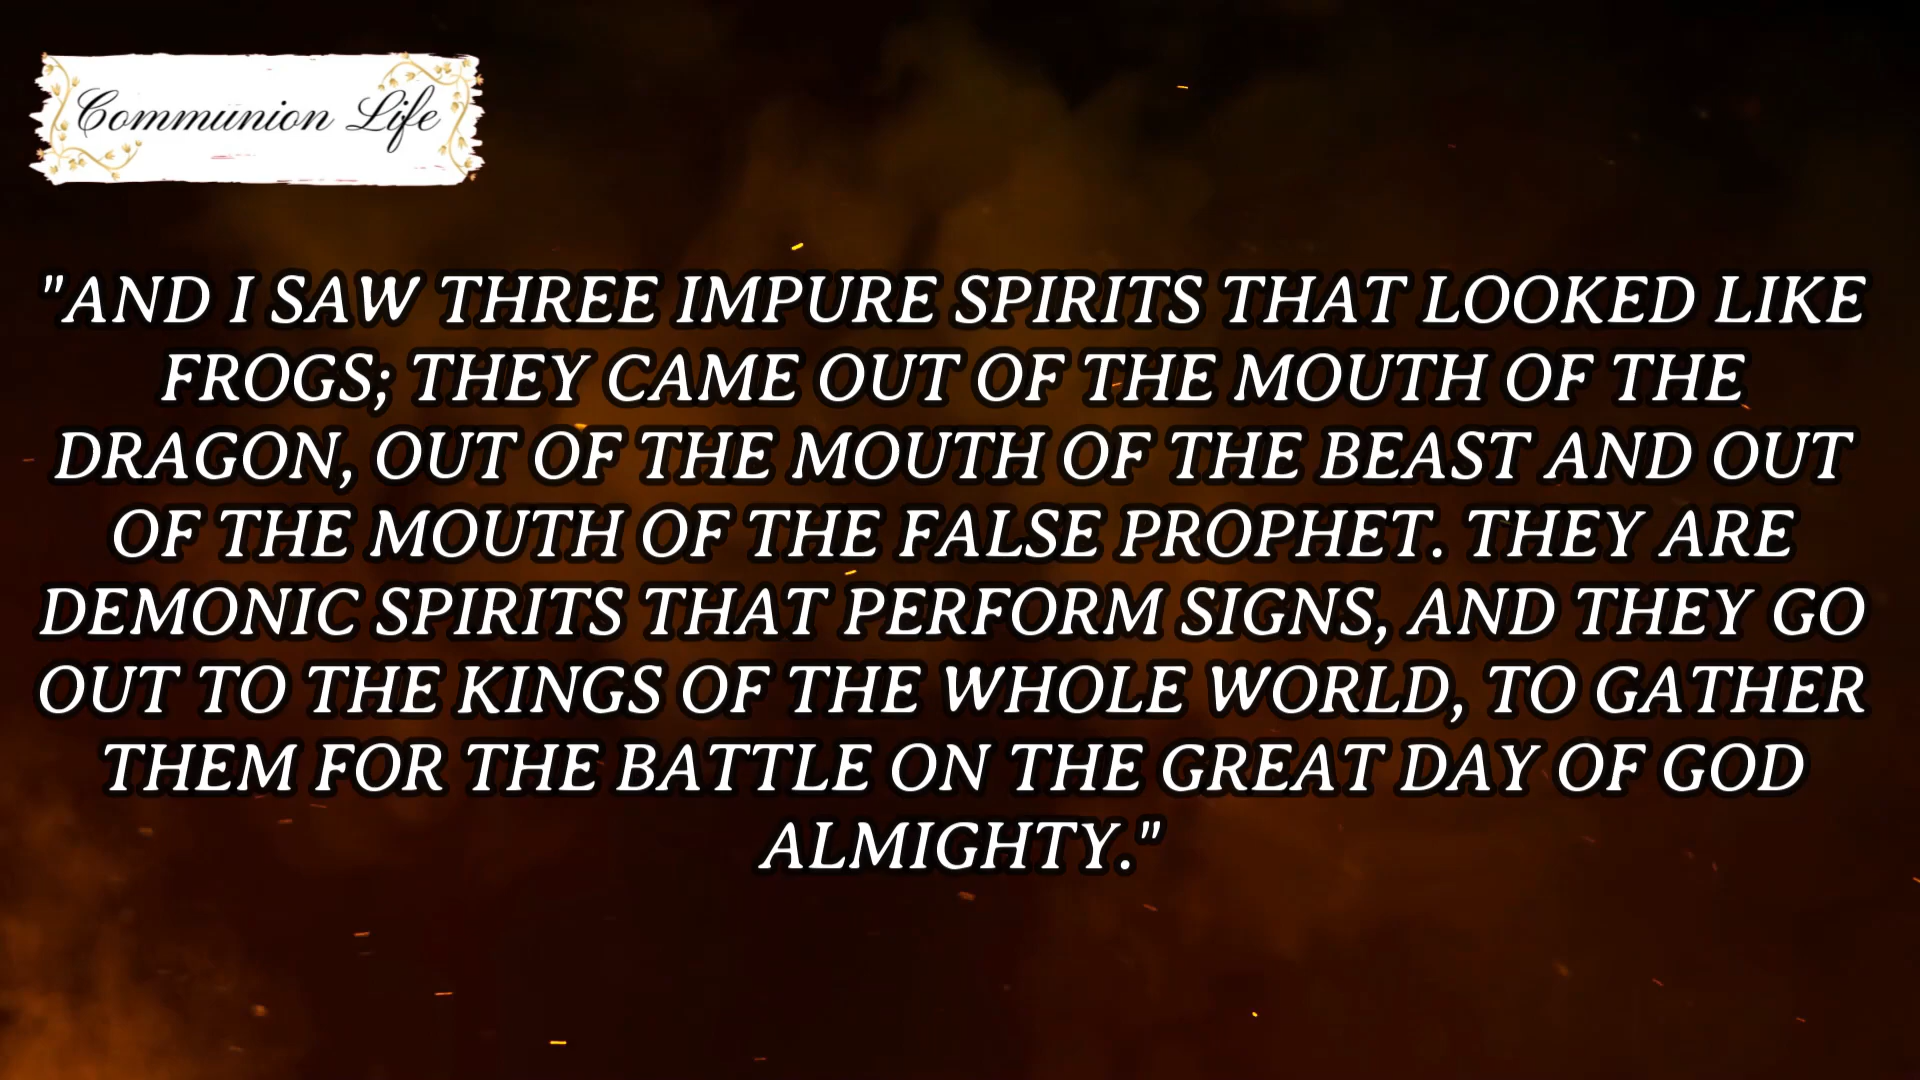 Communion Life
"AND I SAW THREE IMPURE SPIRITS THAT LOOKED LIKE
FROGS; THEY CAME OUT OF THE MOUTH OF THE
DRAGON, OUT OF THE MOUTH OF THE BEAST AND OUT
OF THE MOUTH OF THE FALSE PROPHET. THEY ARE
DEMONIC SPIRITS THAT PERFORM SIGNS, AND THEY GO
OUT TO THE KINGS OF THE WHOLE WORLD, TO GATHER
THEM FOR THE BATTLE ON THE GREAT DAY OF GOD
ALMIGHTY."